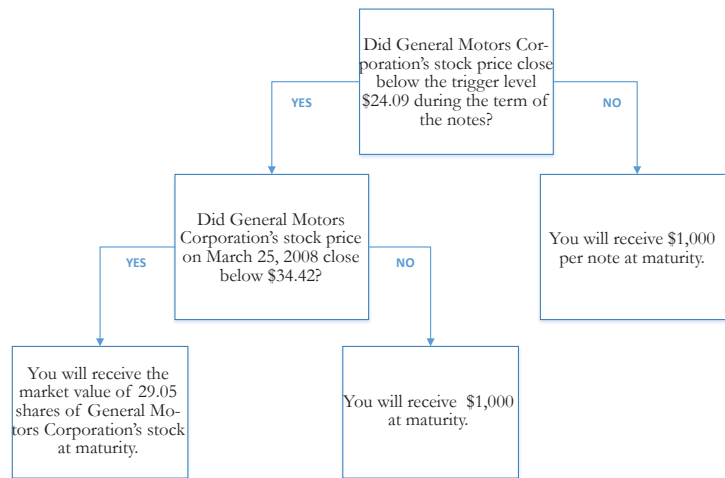 Did General Motors Cor-
poration's stock price close
below the trigger level
$24.09 during the term of
the notes?
YES
NO
Did General Motors
Corporation's stock price
on March 25, 2008 close
below $34.42?
You will receive $1,000
per note at maturity.
YES
NO
You will receive the
market value of 29.05
shares of General Mo-
tors Corporation's stock
at maturity.
You will receive $1,000
at maturity.